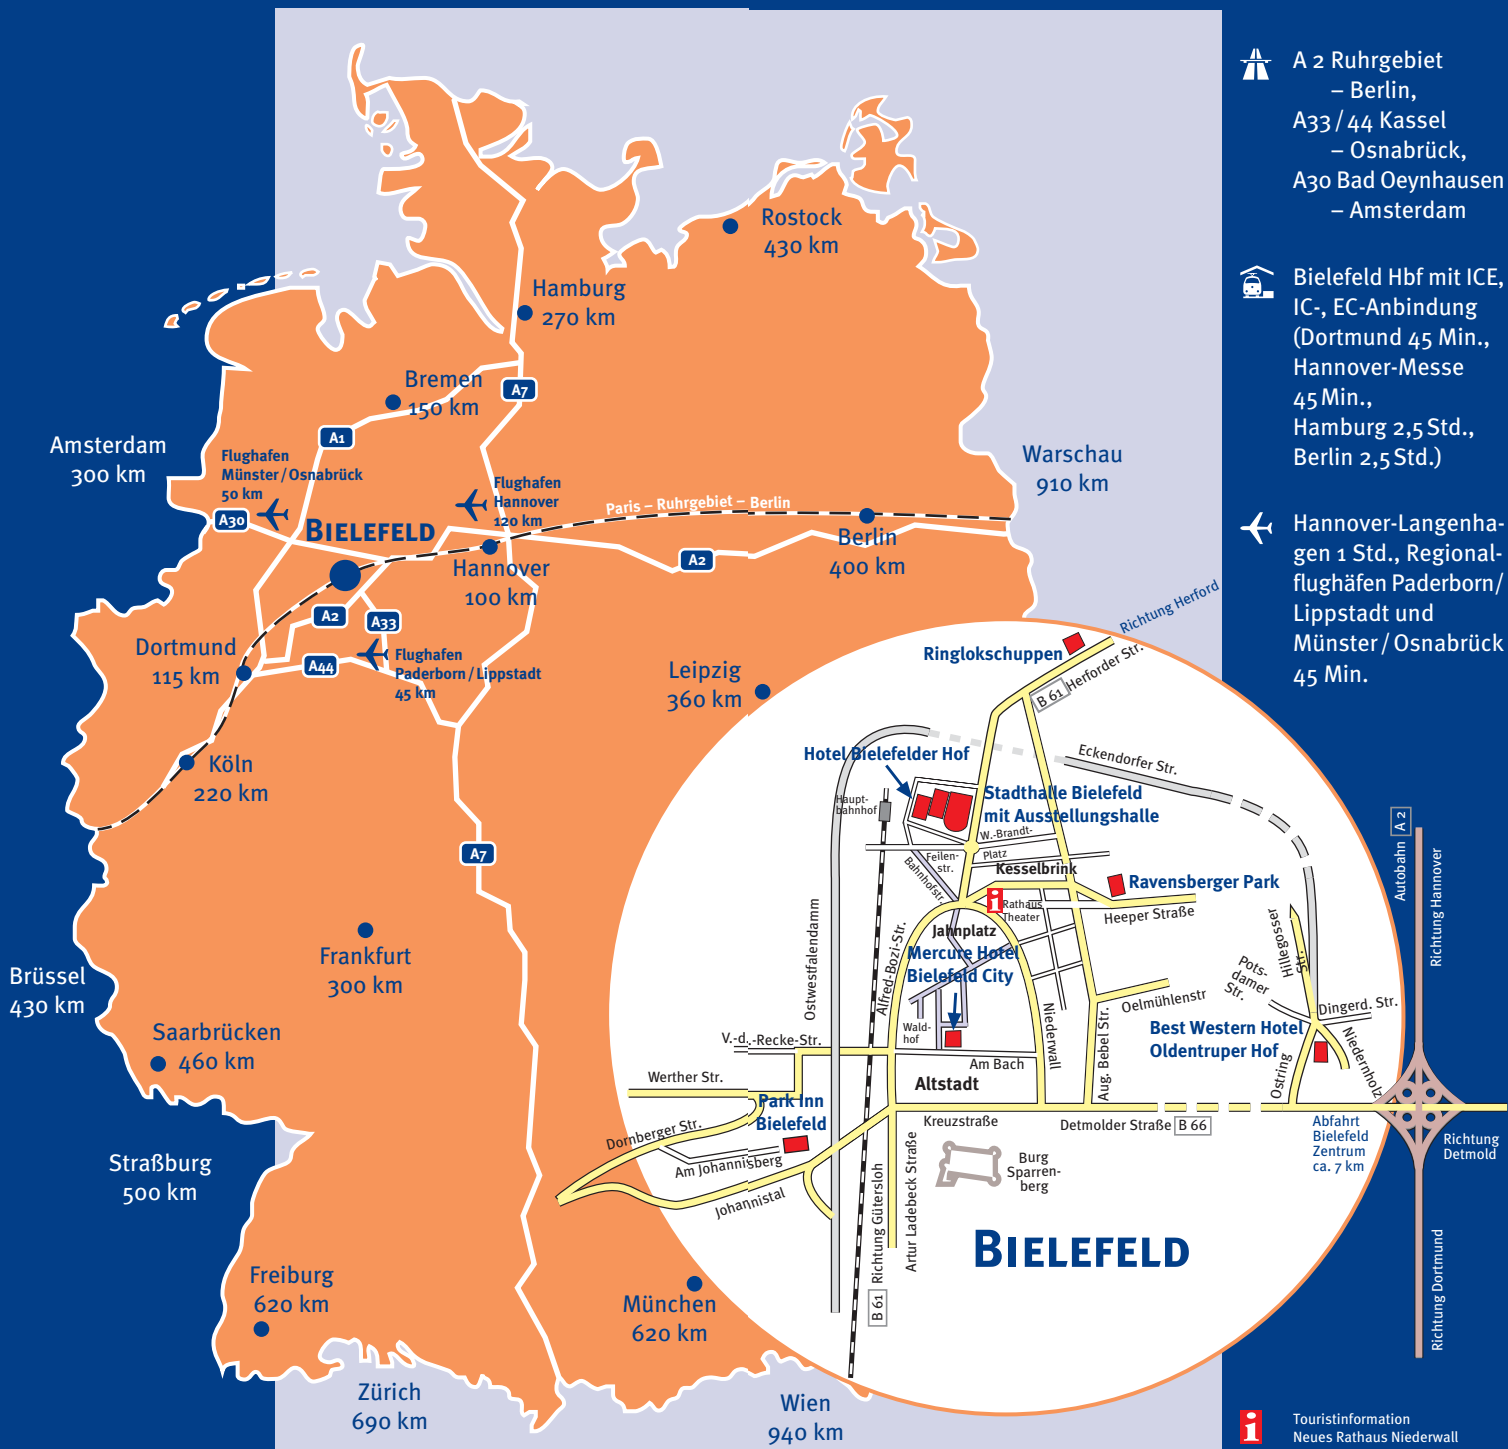 A 2 Ruhrgebiet
– Berlin,
A33 / 44 Kassel
– Osnabrück,
A30 Bad Oeynhausen
– Amsterdam
Bielefeld Hbf mit ICE,
IC-, EC-Anbindung
(Dortmund 45 Min.,
Hannover-Messe
45 Min.,
Hamburg 2,5 Std.,
Berlin 2,5 Std.)
Hannover-Langenha-
gen 1 Std., Regional-
flughäfen Paderborn/
Lippstadt und
Münster / Osnabrück
45 Min.
Rostock
430 km
Hamburg
270 km
Bremen
150 km
A7
A1
Amsterdam
300 km
Flughafen
Münster / Osnabrück
50 km
A30
Flughafen
Hannover
120 km
Warschau
910 km
Paris – Ruhrgebiet – Berlin
BIELEFELD
Berlin
400 km
Hannover
100 km
A2
A2
A33
A44
Dortmund
115 km
Flughafen
Paderborn / Lippstadt
45 km
Leipzig
360 km
Köln
220 km
A7
Frankfurt
300 km
Brüssel
430 km
Saarbrücken
460 km
Straßburg
500 km
Freiburg
620 km
München
620 km
Zürich
690 km
Wien
940 km
Richtung Herford
Ringlokschuppen
Herforder Str.
B 61
Hotel Bielefelder Hof
Eckendorfer Str.
Haupt-
bahnhof
Stadthalle Bielefeld
mit Ausstellungshalle
W.-Brandt-
Platz
Feilen-
str.
Bahnhofstr.
Kesselbrink
Ravensberger Park
Rathaus
Theater
Heeper Straße
Jahnplatz
Mercure Hotel
Bielefeld City
Ostwestfalendamm
Alfred-Bozi-Str.
Niederwall
Wald-
hof
Am Bach
Altstadt
Oelmühlenstr
Aug. Bebel Str.
Hillegosser
Str.
Pots-
damer
Str.
Dingerd. Str.
Best Western Hotel
Oldentruper Hof
Ostring
Niedernholz
V.-d.-Recke-Str.
Werther Str.
Park Inn
Bielefeld
Dornberger Str.
Am Johannisberg
Johannistal
Kreuzstraße
Detmolder Straße
B 66
Burg
Sparren-
berg
Artur Ladebeck Straße
Richtung Gütersloh
B 61
BIELEFELD
Autobahn
A 2
Richtung Hannover
Abfahrt
Bielefeld
Zentrum
ca. 7 km
Richtung
Detmold
Richtung Dortmund
i
i
Touristinformation
Neues Rathaus Niederwall